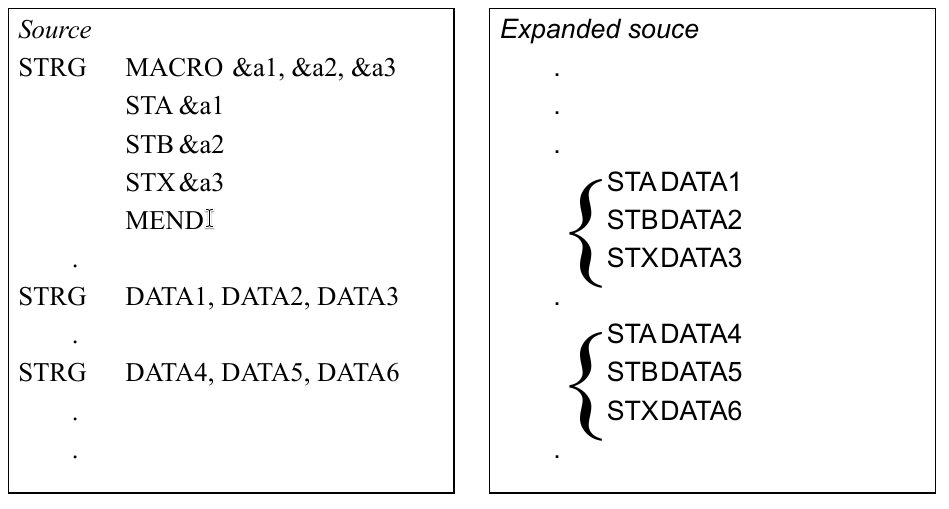 Source
STRG MACRO &a1, &a2, &a3
STA &a1
STB &a2
STX &a3
MEND
.
STRG DATA1, DATA2, DATA3
.
STRG DATA4, DATA5, DATA6
.
.
Expanded souce
.
.
.
{ STA DATA1
STB DATA2
STX DATA3
.
{ STA DATA4
STB DATA5
STX DATA6
.